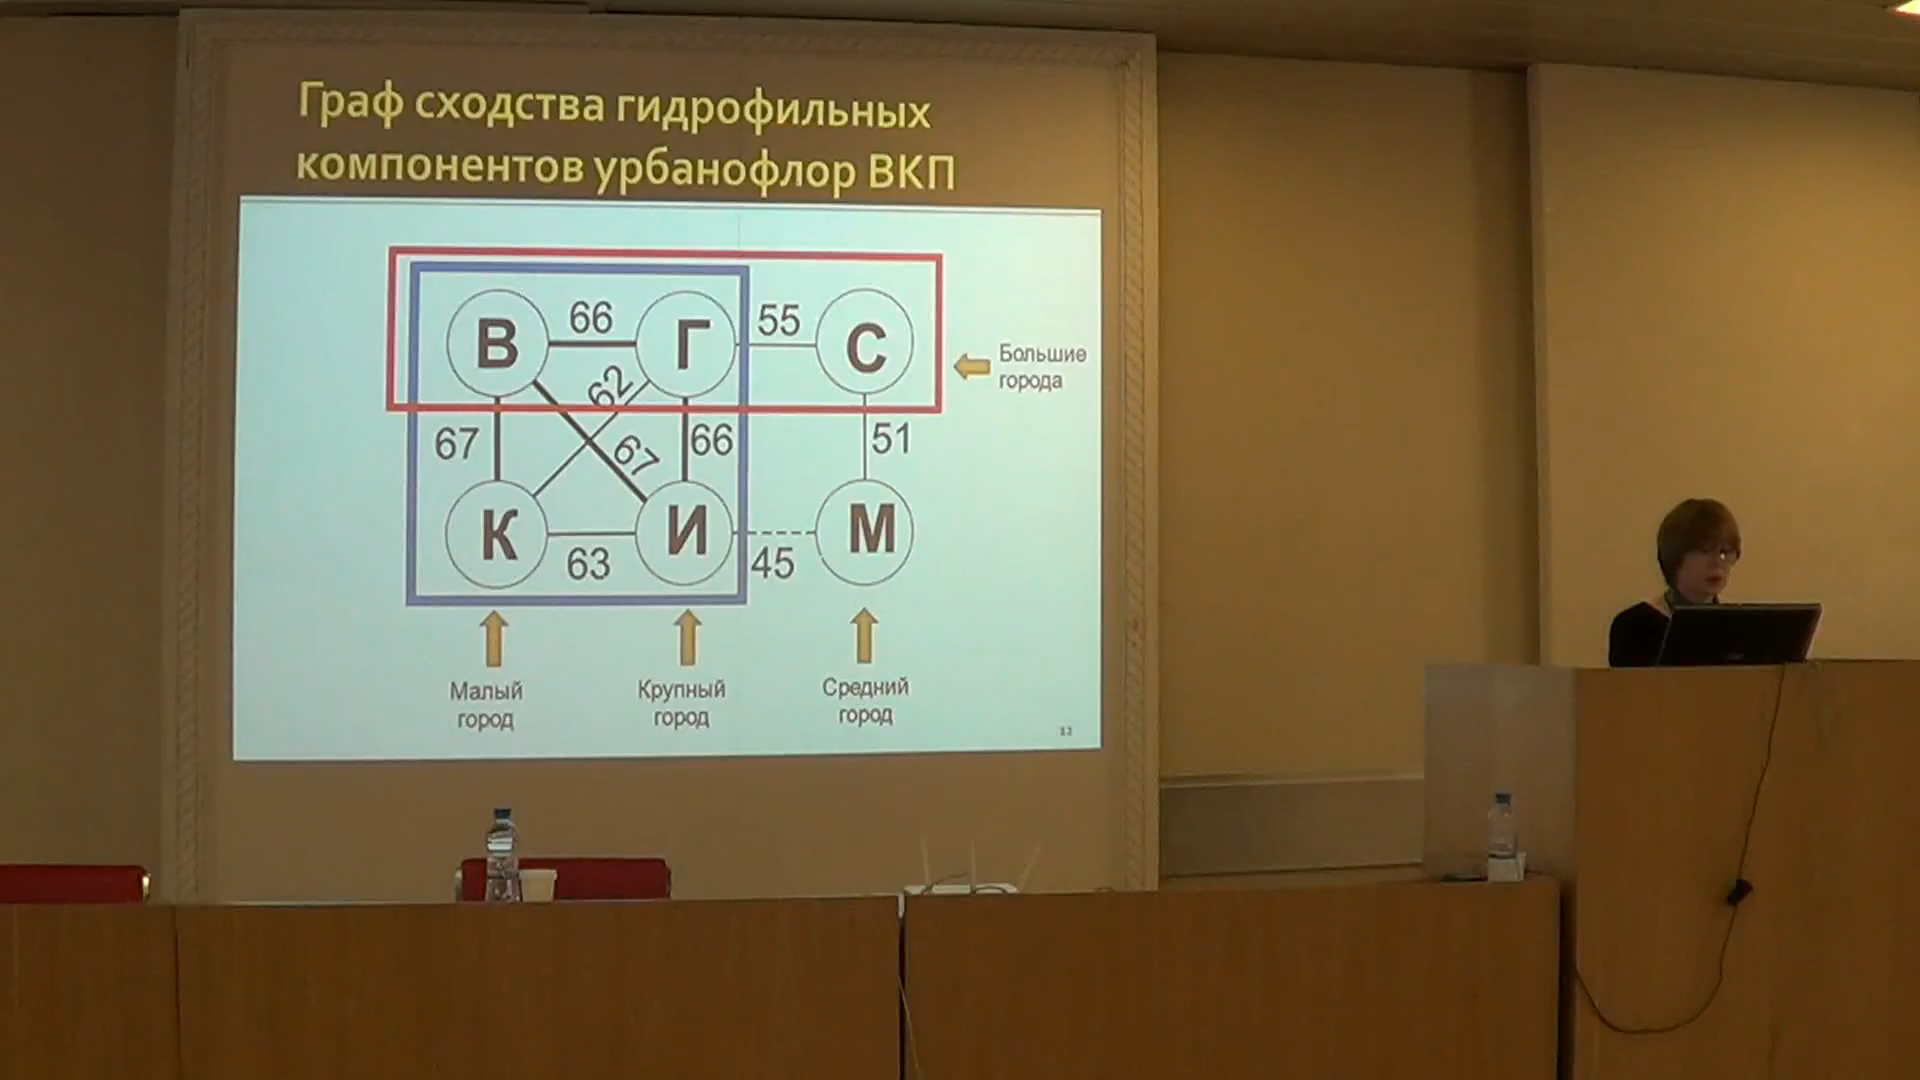 Граф сходства гидрофильных
компонентов урбанофлор ВКП
В 66 Г 55 С
Большие
города
62
67 67 66 51
К 63 И 45 М
Малый
город
Крупный
город
Средний
город
12